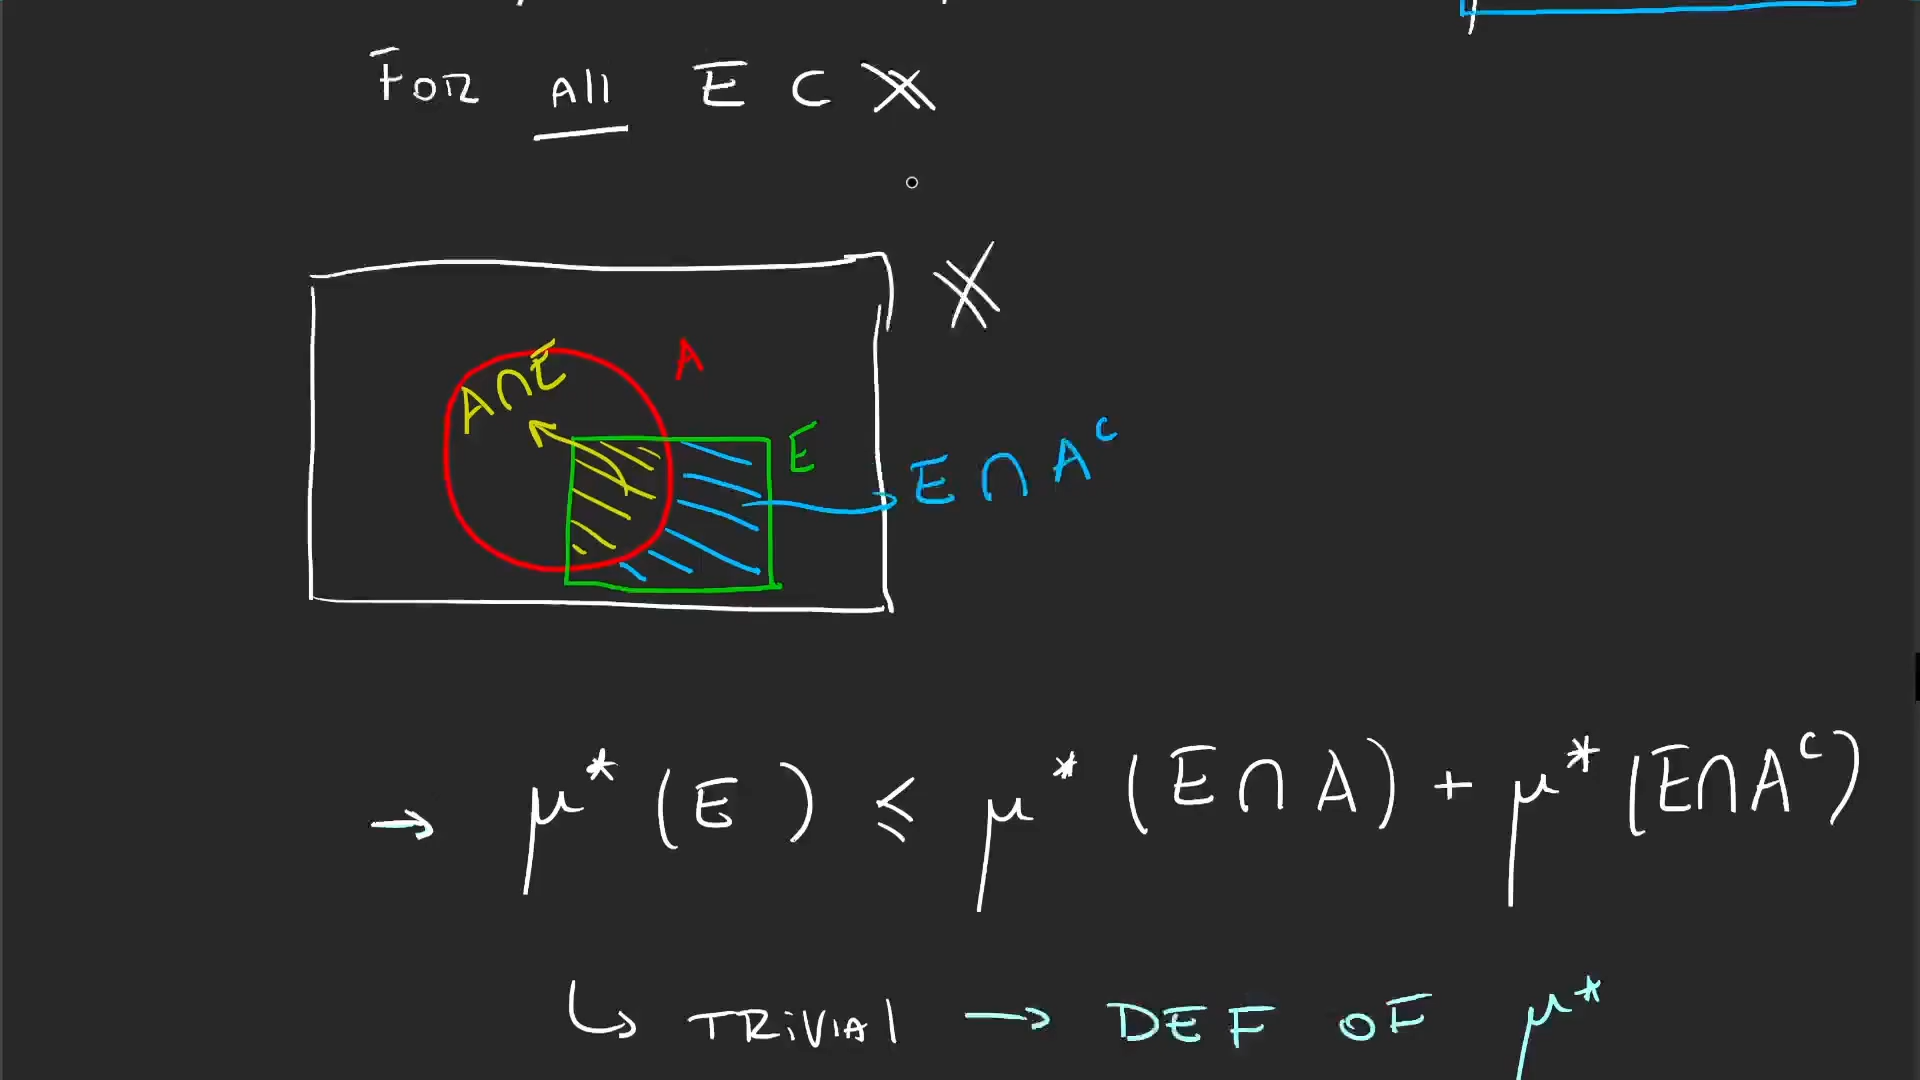 FOR All E ⊂ X
X
A
A∩E
E
E ∩ A^c
→ μ*(E) ≤ μ*(E∩A) + μ*(E∩A^c)
↳ TRIVIAL → DEF OF μ*